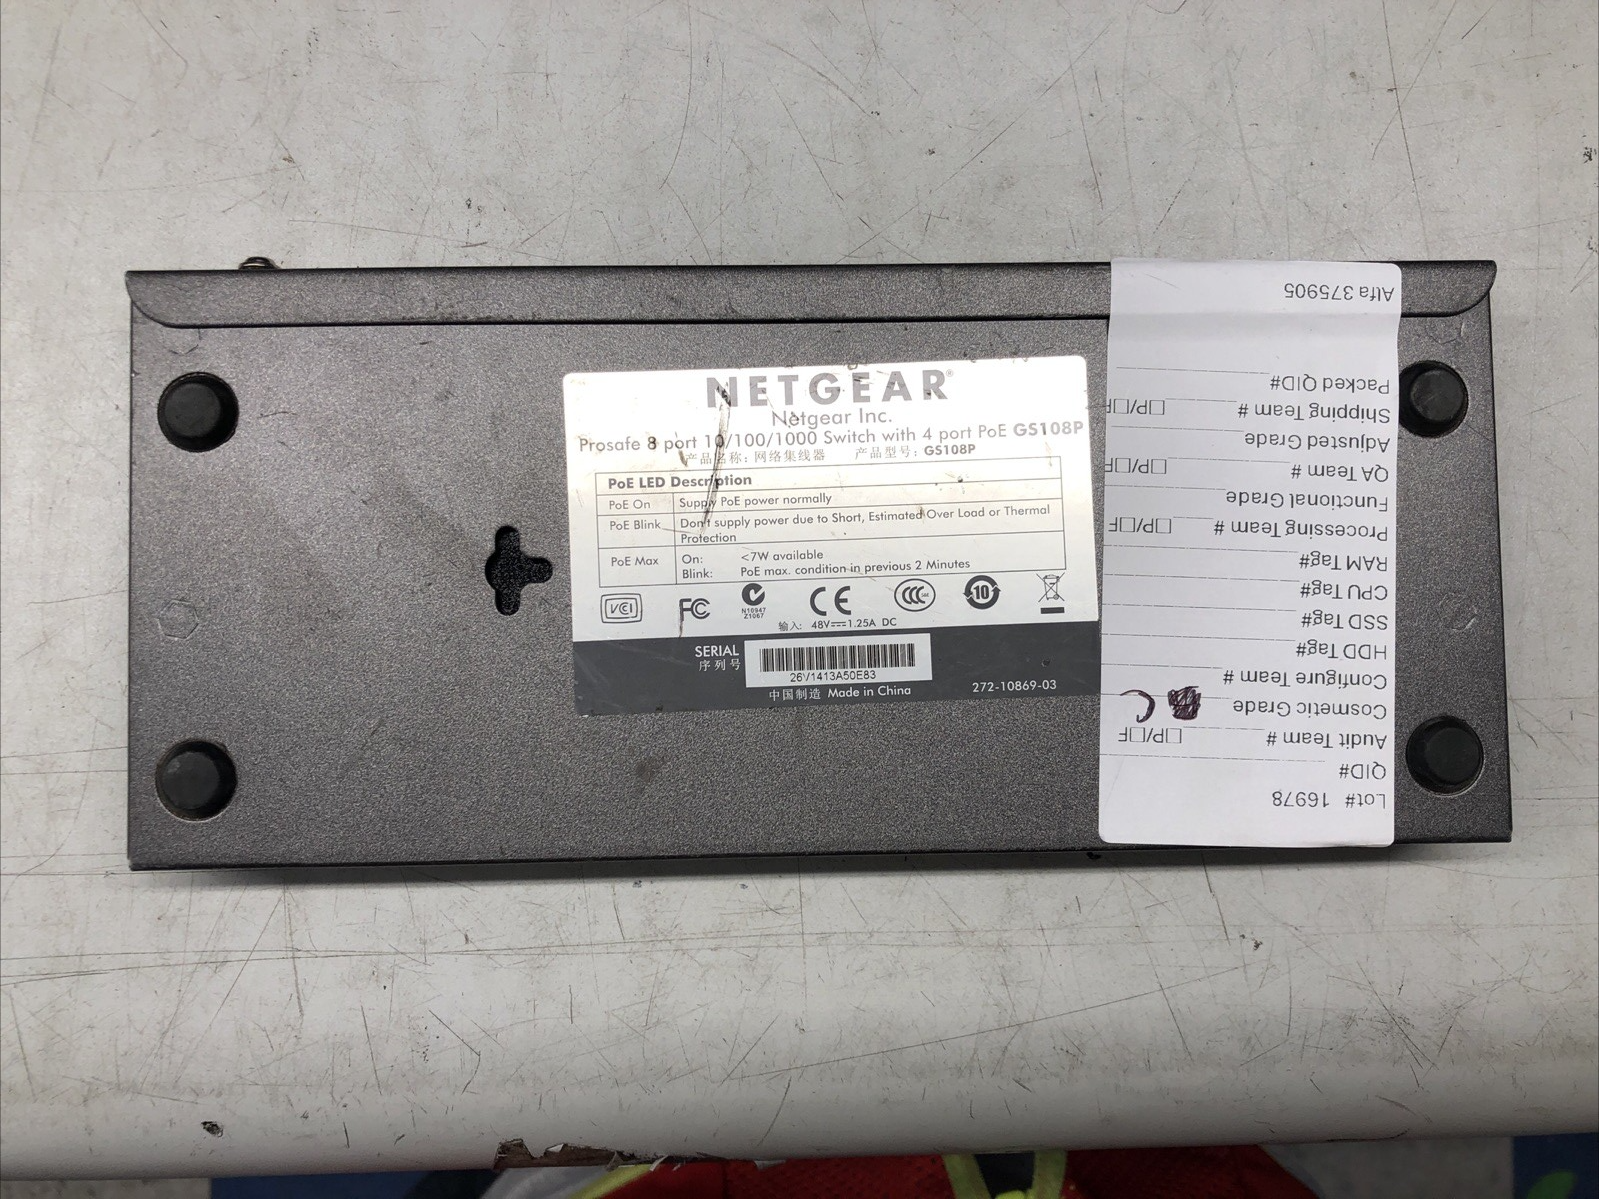 NETGEAR®
Netgear Inc.
Prosafe 8 port 10/100/1000 Switch with 4 port PoE GS108P
产品名称: 网络集线器 产品型号: GS108P
PoE LED Description
PoE On Supply PoE power normally
PoE Blink Don't supply power due to Short, Estimated Over Load or Thermal
Protection
PoE Max On: <7W available
Blink: PoE max. condition in previous 2 Minutes
VCI FC N10947 CE CCC 10
Z1067
输入: 48V⎓1.25A DC
SERIAL
序列号
26V1413A50E83
中国制造 Made in China 272-10869-03
Lot# 16978
QID#
Audit Team # □P/□F
Cosmetic Grade C
Configure Team #
HDD Tag#
SSD Tag#
CPU Tag#
RAM Tag#
Processing Team # □P/□F
Functional Grade
QA Team # □P/□F
Adjusted Grade
Shipping Team # □P/□F
Packed QID#
Alfa 375905